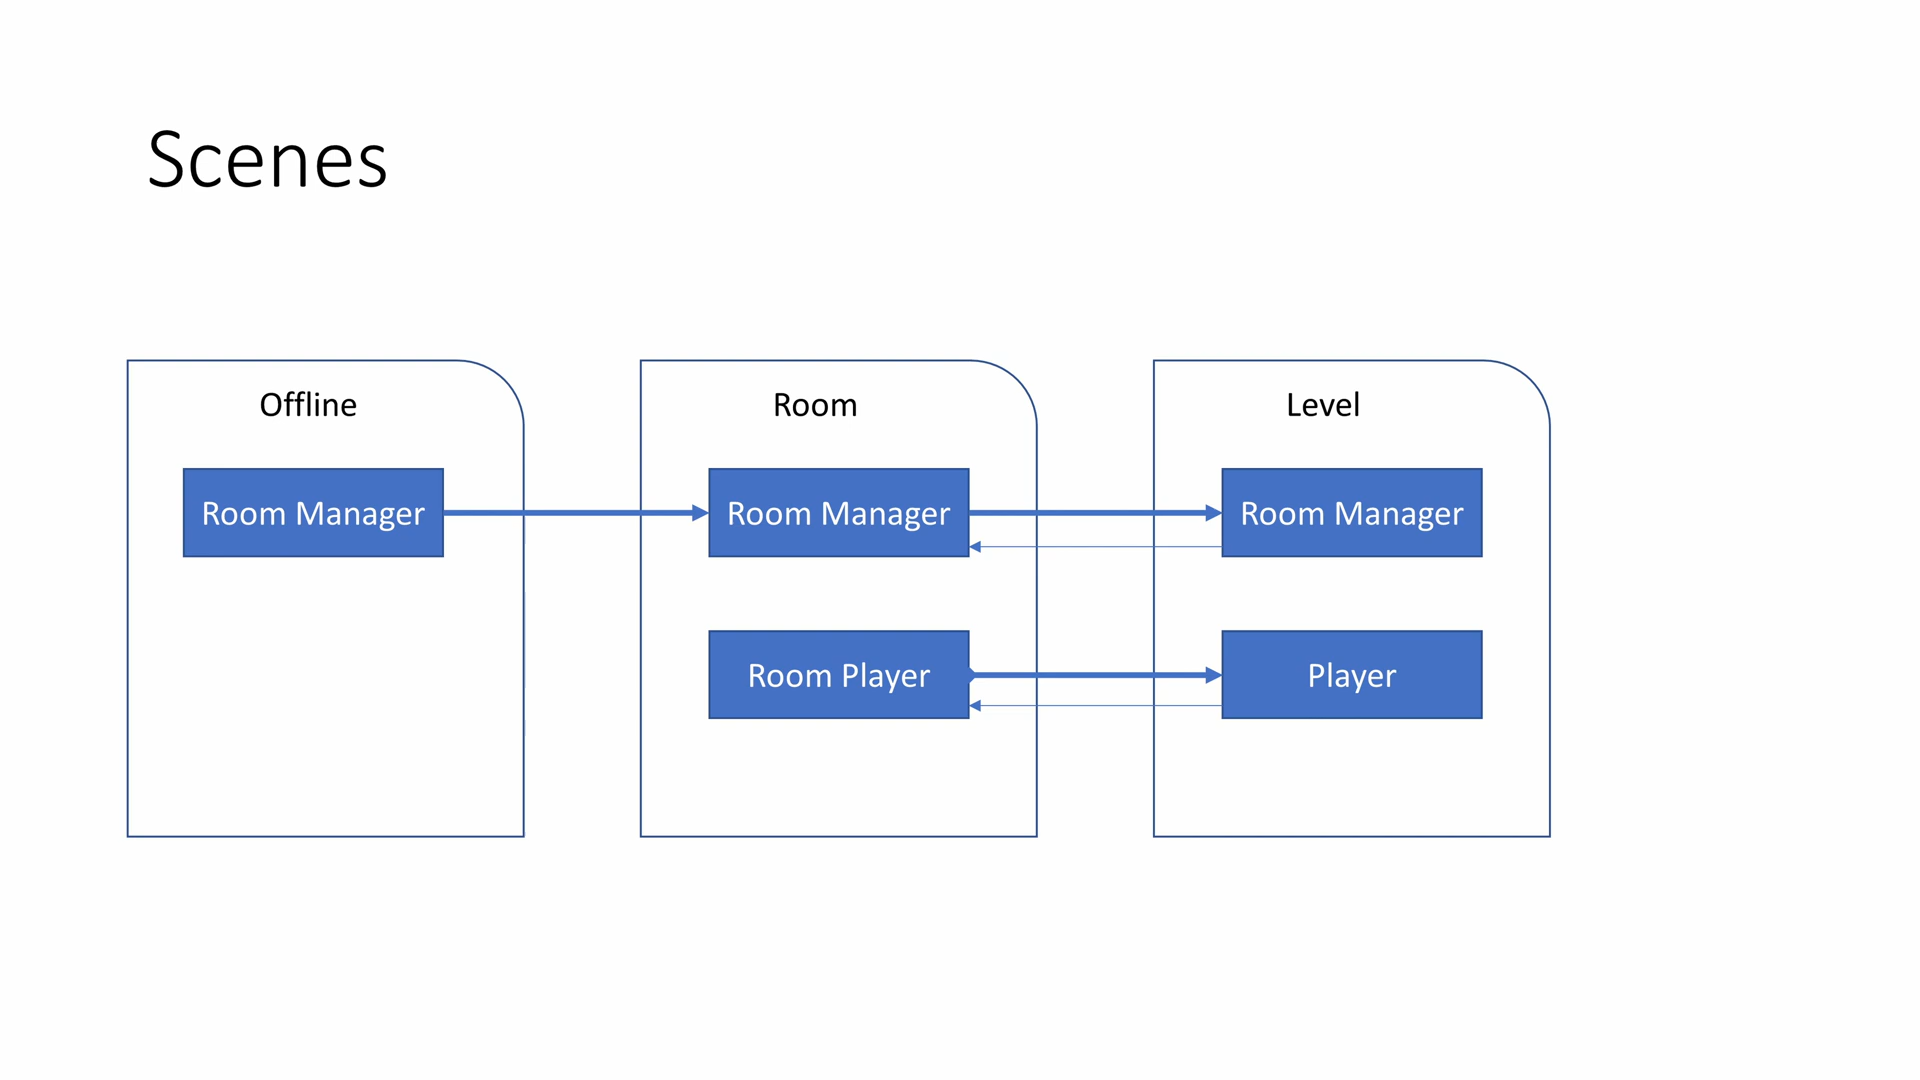 Scenes
Offline
Room
Level
Room Manager
Room Manager
Room Manager
Room Player
Player